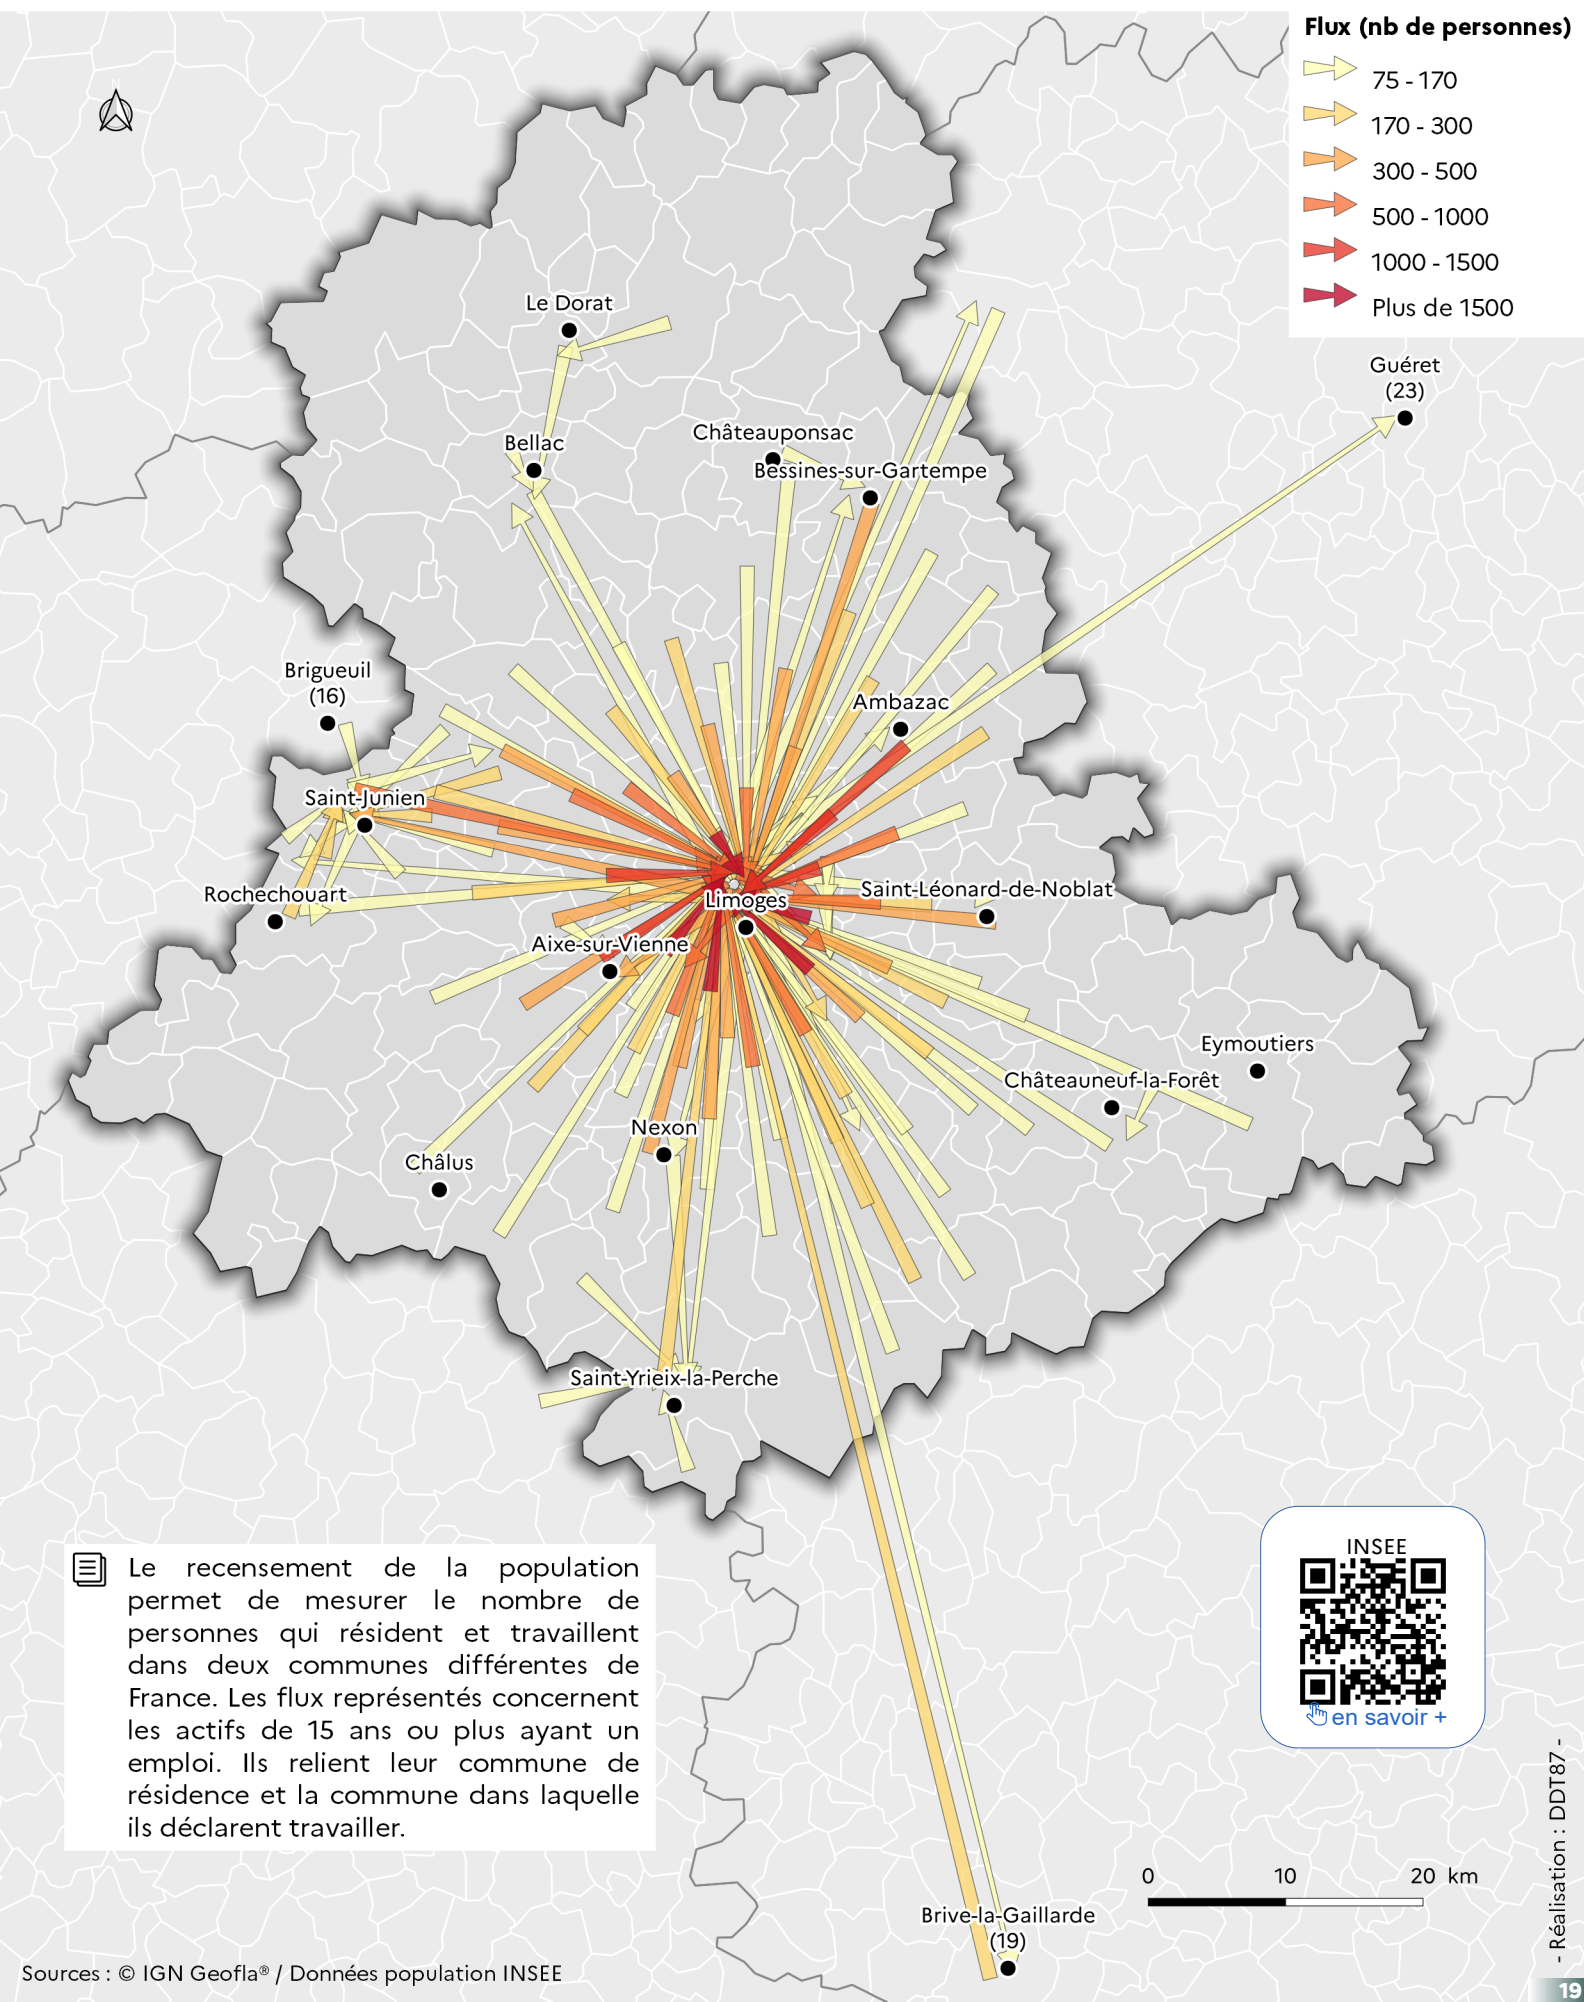 Flux (nb de personnes)
75 - 170
170 - 300
300 - 500
500 - 1000
1000 - 1500
Plus de 1500
N
Le Dorat
Guéret
(23)
Bellac
Châteauponsac
Bessines-sur-Gartempe
Brigueuil
(16)
Ambazac
Saint-Junien
Rochechouart
Limoges
Saint-Léonard-de-Noblat
Aixe-sur-Vienne
Eymoutiers
Châteauneuf-la-Forêt
Nexon
Châlus
Saint-Yrieix-la-Perche
Le recensement de la population
permet de mesurer le nombre de
personnes qui résident et travaillent
dans deux communes différentes de
France. Les flux représentés concernent
les actifs de 15 ans ou plus ayant un
emploi. Ils relient leur commune de
résidence et la commune dans laquelle
ils déclarent travailler.
INSEE
en savoir +
0 10 20 km
Brive-la-Gaillarde
(19)
Sources : © IGN Geofla® / Données population INSEE
- Réalisation : DDT87 -
19